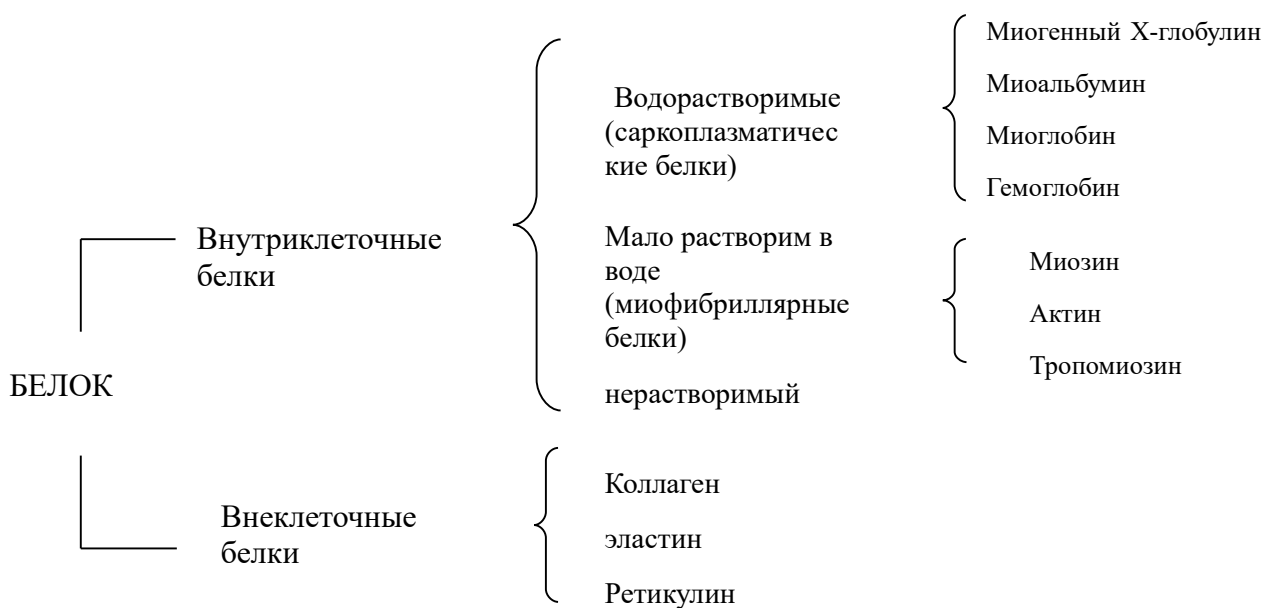 БЕЛОК
Внутриклеточные
белки
Водорастворимые
(саркоплазматичес
кие белки)
Миогенный Х-глобулин
Миоальбумин
Миоглобин
Гемоглобин
Мало растворим в
воде
(миофибриллярные
белки)
Миозин
Актин
Тропомиозин
нерастворимый
Внеклеточные
белки
Коллаген
эластин
Ретикулин